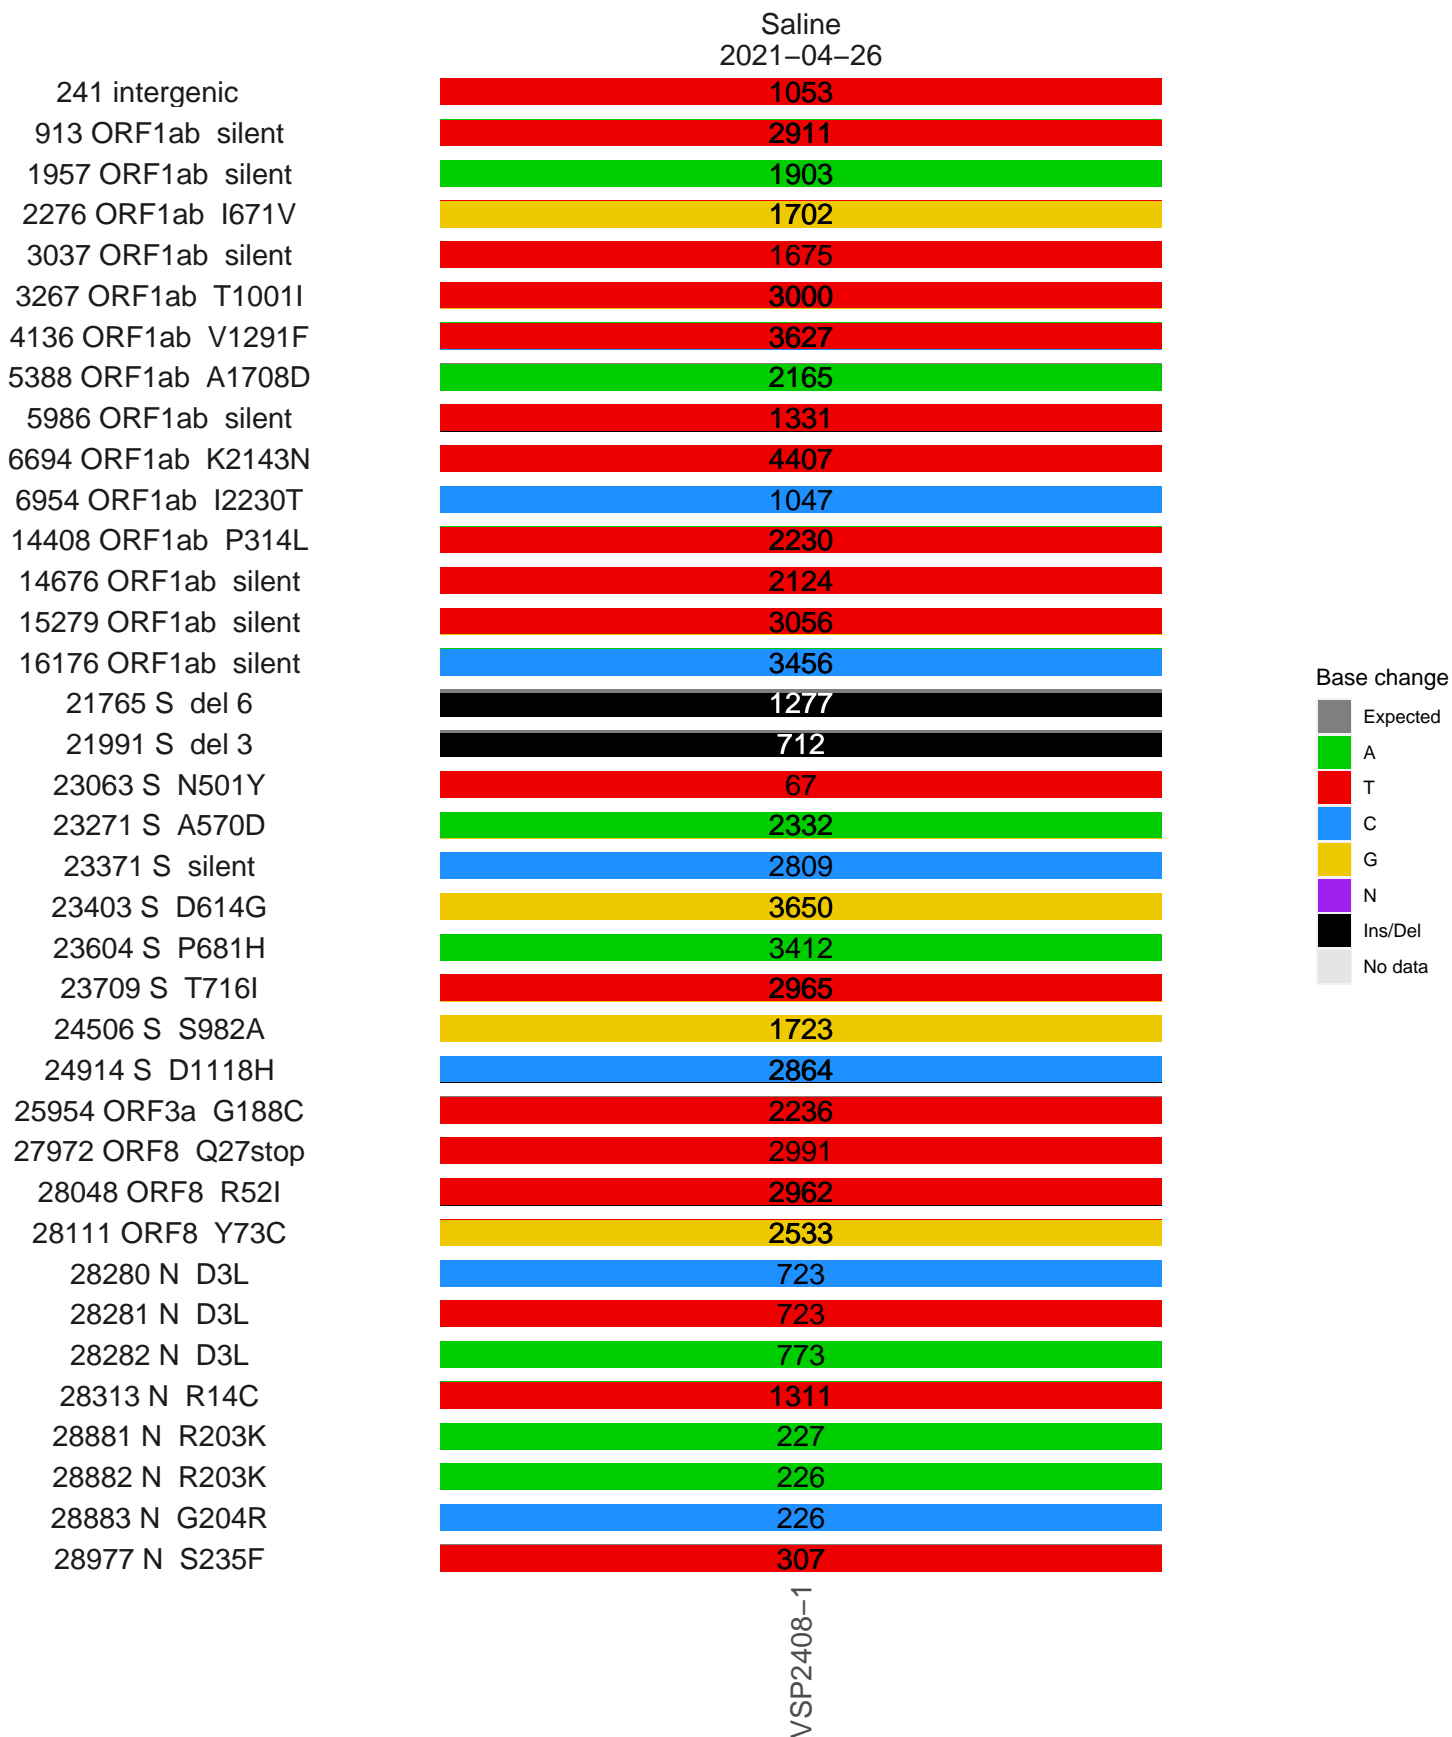 Saline
2021−04−26
241 intergenic 1053
913 ORF1ab silent 2911
1957 ORF1ab silent 1903
2276 ORF1ab I671V 1702
3037 ORF1ab silent 1675
3267 ORF1ab T1001I 3000
4136 ORF1ab V1291F 3627
5388 ORF1ab A1708D 2165
5986 ORF1ab silent 1331
6694 ORF1ab K2143N 4407
6954 ORF1ab I2230T 1047
14408 ORF1ab P314L 2230
14676 ORF1ab silent 2124
15279 ORF1ab silent 3056
16176 ORF1ab silent 3456
21765 S del 6 1277
21991 S del 3 712
23063 S N501Y 67
23271 S A570D 2332
23371 S silent 2809
23403 S D614G 3650
23604 S P681H 3412
23709 S T716I 2965
24506 S S982A 1723
24914 S D1118H 2864
25954 ORF3a G188C 2236
27972 ORF8 Q27stop 2991
28048 ORF8 R52I 2962
28111 ORF8 Y73C 2533
28280 N D3L 723
28281 N D3L 723
28282 N D3L 773
28313 N R14C 1311
28881 N R203K 227
28882 N R203K 226
28883 N G204R 226
28977 N S235F 307
VSP2408−1
Base change
Expected
A
T
C
G
N
Ins/Del
No data